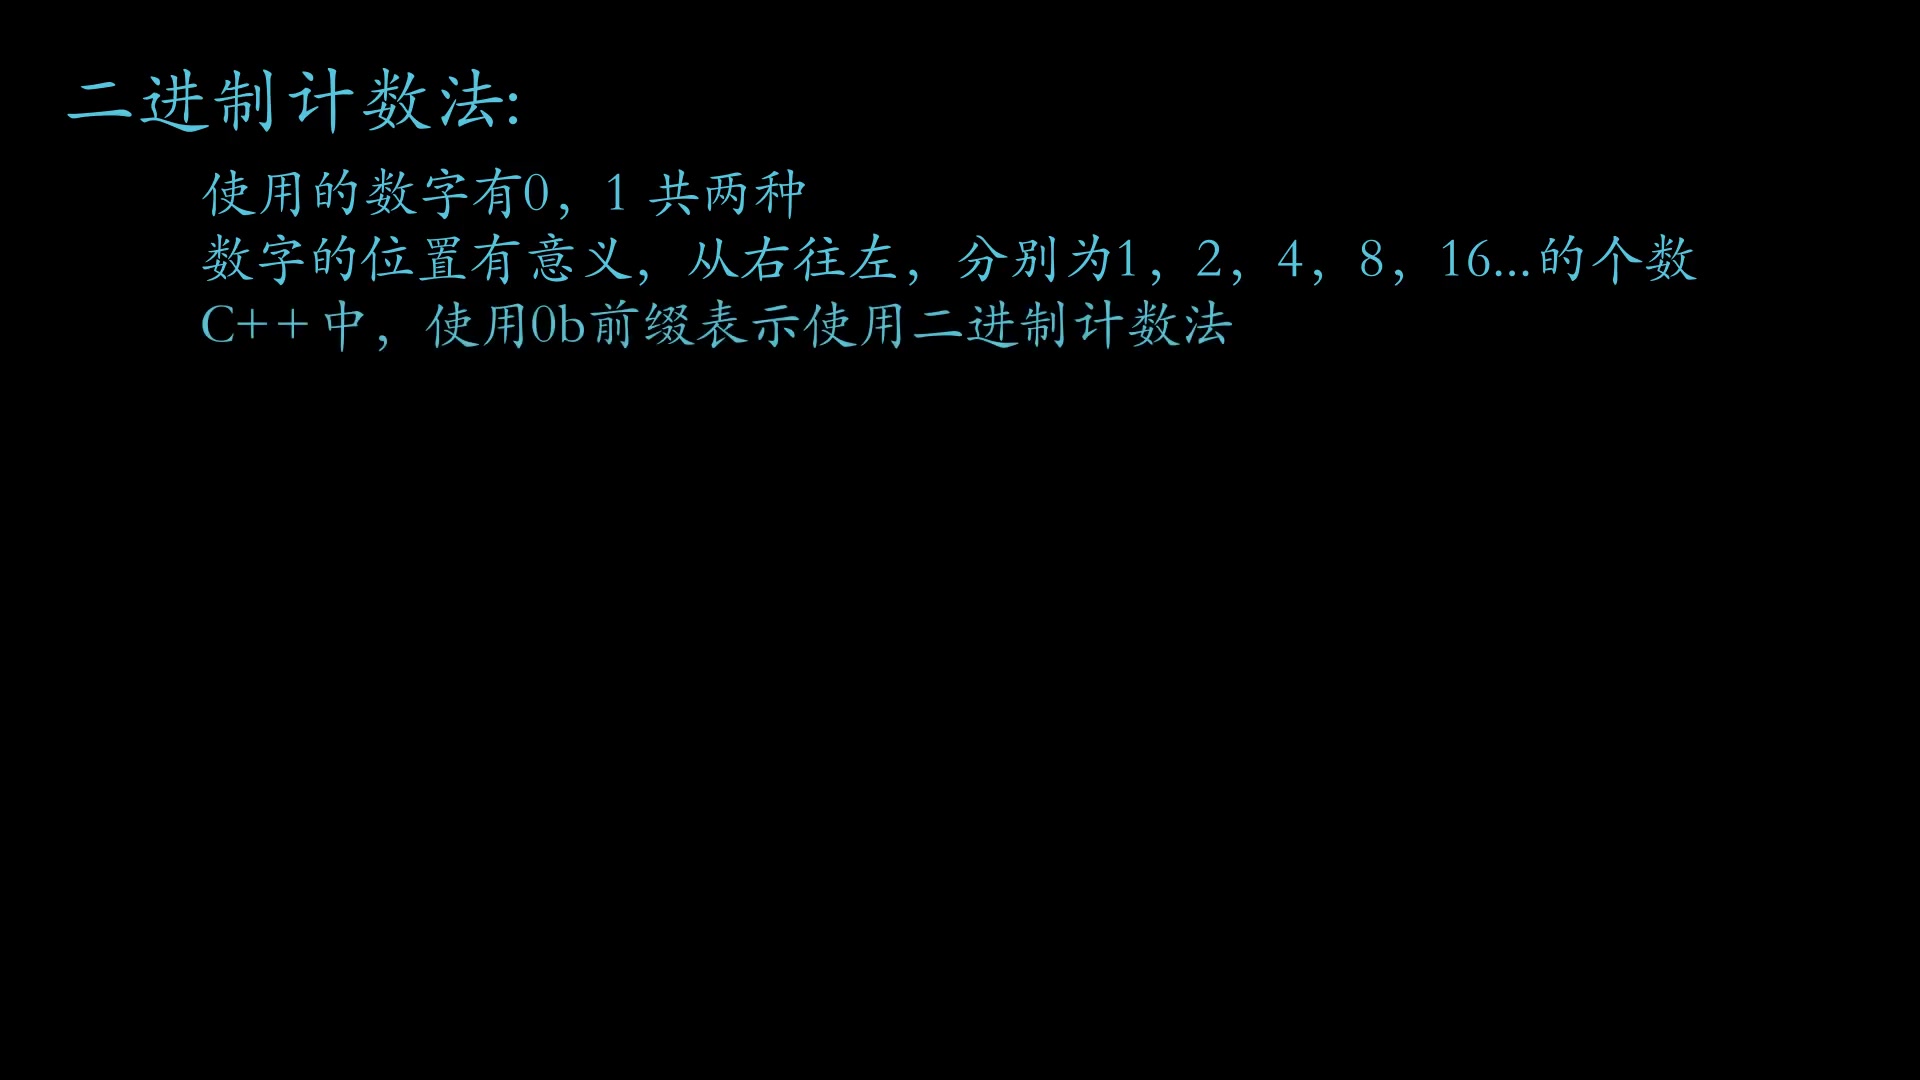 二进制计数法:
使用的数字有0，1 共两种
数字的位置有意义，从右往左，分别为1，2，4，8，16...的个数
C++中，使用0b前缀表示使用二进制计数法